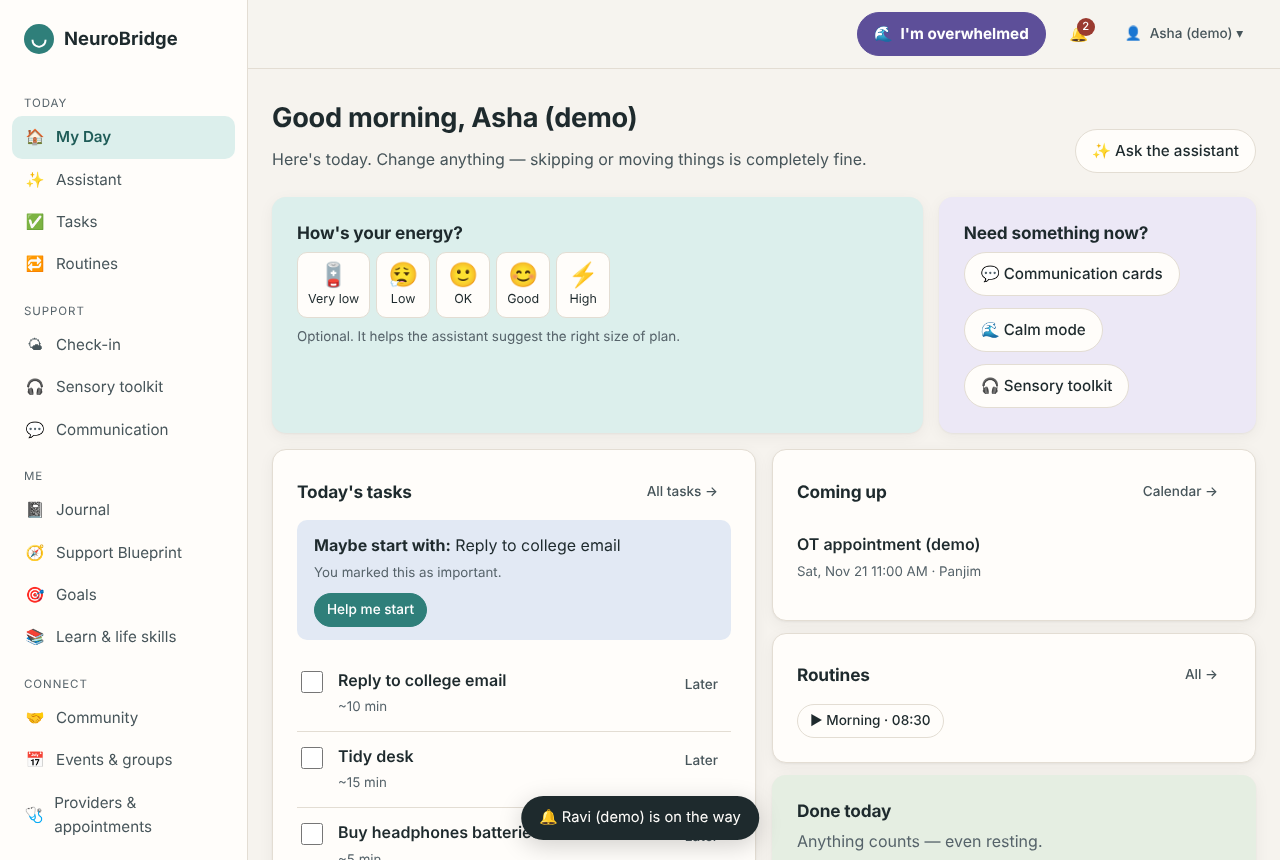 NeuroBridge
TODAY
My Day
Assistant
Tasks
Routines
SUPPORT
Check-in
Sensory toolkit
Communication
ME
Journal
Support Blueprint
Goals
Learn & life skills
CONNECT
Community
Events & groups
Providers &
appointments
I'm overwhelmed
2
Asha (demo) ▾
Good morning, Asha (demo)
Here's today. Change anything — skipping or moving things is completely fine.
Ask the assistant
How's your energy?
Very low
Low
OK
Good
High
Optional. It helps the assistant suggest the right size of plan.
Need something now?
Communication cards
Calm mode
Sensory toolkit
Today's tasks
All tasks →
Maybe start with: Reply to college email
You marked this as important.
Help me start
Reply to college email
Later
~10 min
Tidy desk
Later
~15 min
Buy headphones
~5 min
Coming up
Calendar →
OT appointment (demo)
Sat, Nov 21 11:00 AM · Panjim
Routines
All →
▶ Morning · 08:30
Done today
Anything counts — even resting.
Ravi (demo) is on the way